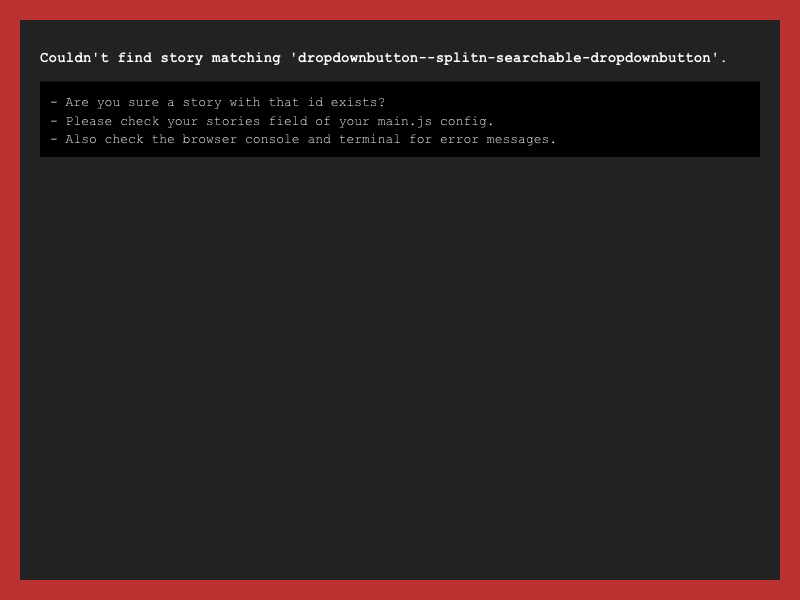 Couldn't find story matching 'dropdownbutton--splitn-searchable-dropdownbutton'.
- Are you sure a story with that id exists?
- Please check your stories field of your main.js config.
- Also check the browser console and terminal for error messages.